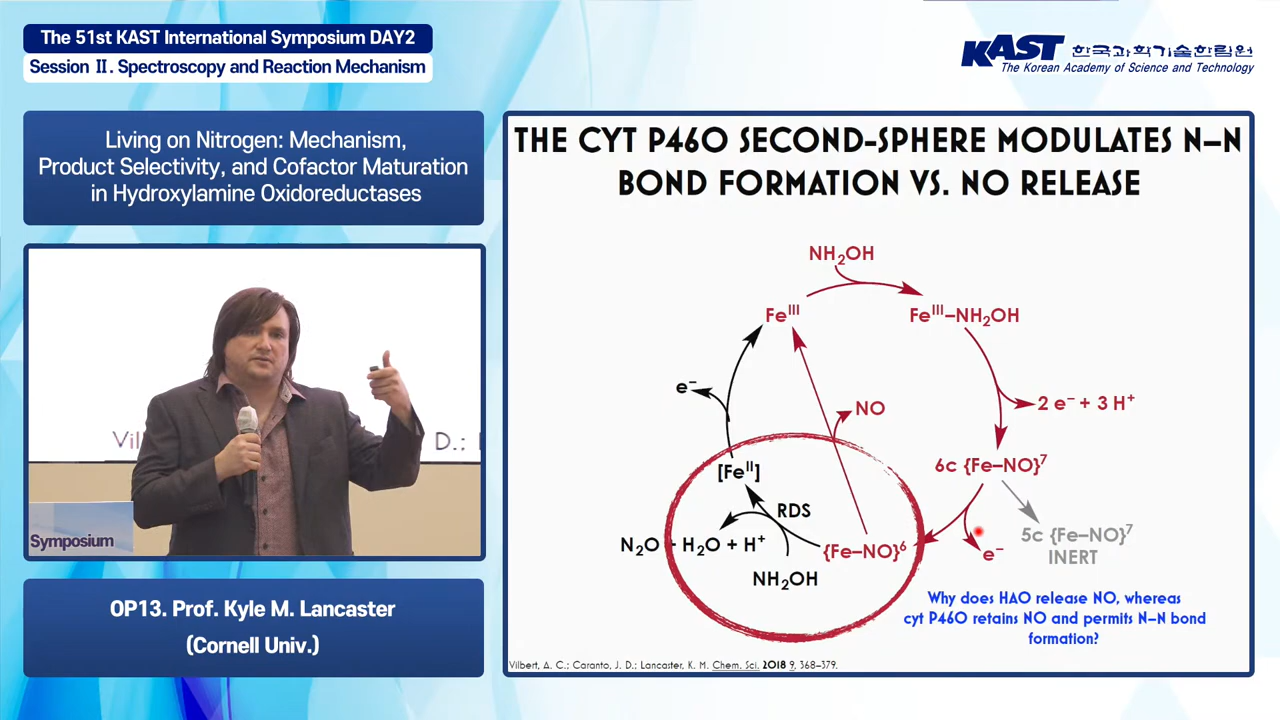 The 51st KAST International Symposium DAY2
Session Ⅱ. Spectroscopy and Reaction Mechanism
KAST 한국과학기술한림원
The Korean Academy of Science and Technology
Living on Nitrogen: Mechanism,
Product Selectivity, and Cofactor Maturation
in Hydroxylamine Oxidoreductases
THE CYT P460 SECOND-SPHERE MODULATES N–N
BOND FORMATION VS. NO RELEASE
NH₂OH
Feᴵᴵᴵ
Feᴵᴵᴵ–NH₂OH
e⁻
NO
2 e⁻ + 3 H⁺
[Feᴵᴵ]
6c {Fe–NO}⁷
RDS
N₂O + H₂O + H⁺
{Fe–NO}⁶
e⁻
5c {Fe–NO}⁷
INERT
NH₂OH
Why does HAO release NO, whereas
cyt P460 retains NO and permits N–N bond
formation?
Vilbert, A. C.; Caranto, J. D.; Lancaster, K. M. Chem. Sci. 2018 9, 368–379.
Vil
D.;
Symposium
OP13. Prof. Kyle M. Lancaster
(Cornell Univ.)